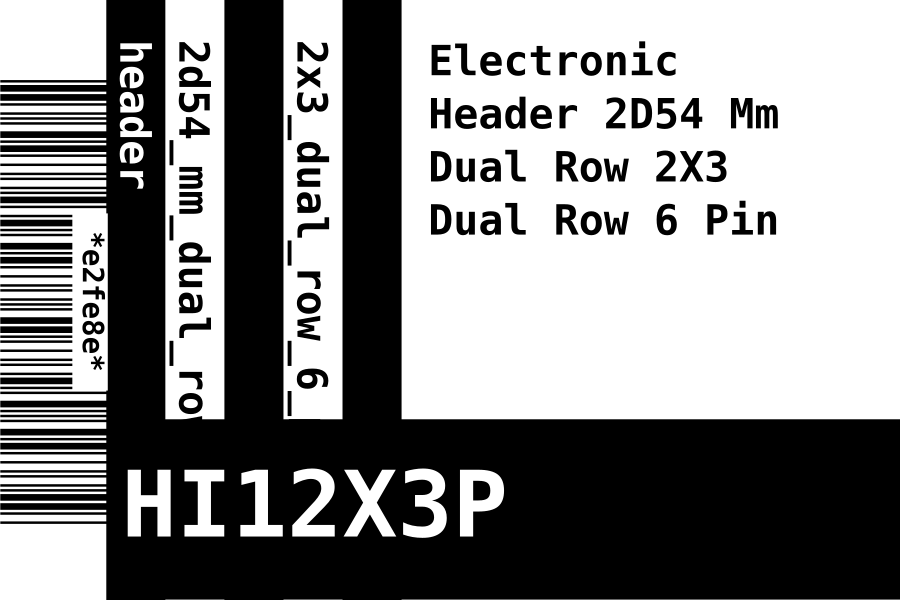 *e2fe8e*
header
2d54_mm_dual_ro
2x3_dual_row_6_
Electronic
Header 2D54 Mm
Dual Row 2X3
Dual Row 6 Pin
HI12X3P